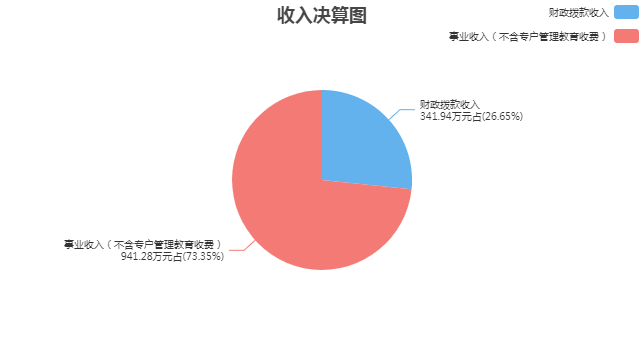 收入决算图
财政拨款收入
事业收入（不含专户管理教育收费）
财政拨款收入
341.94万元占(26.65%)
事业收入（不含专户管理教育收费）
941.28万元占(73.35%)